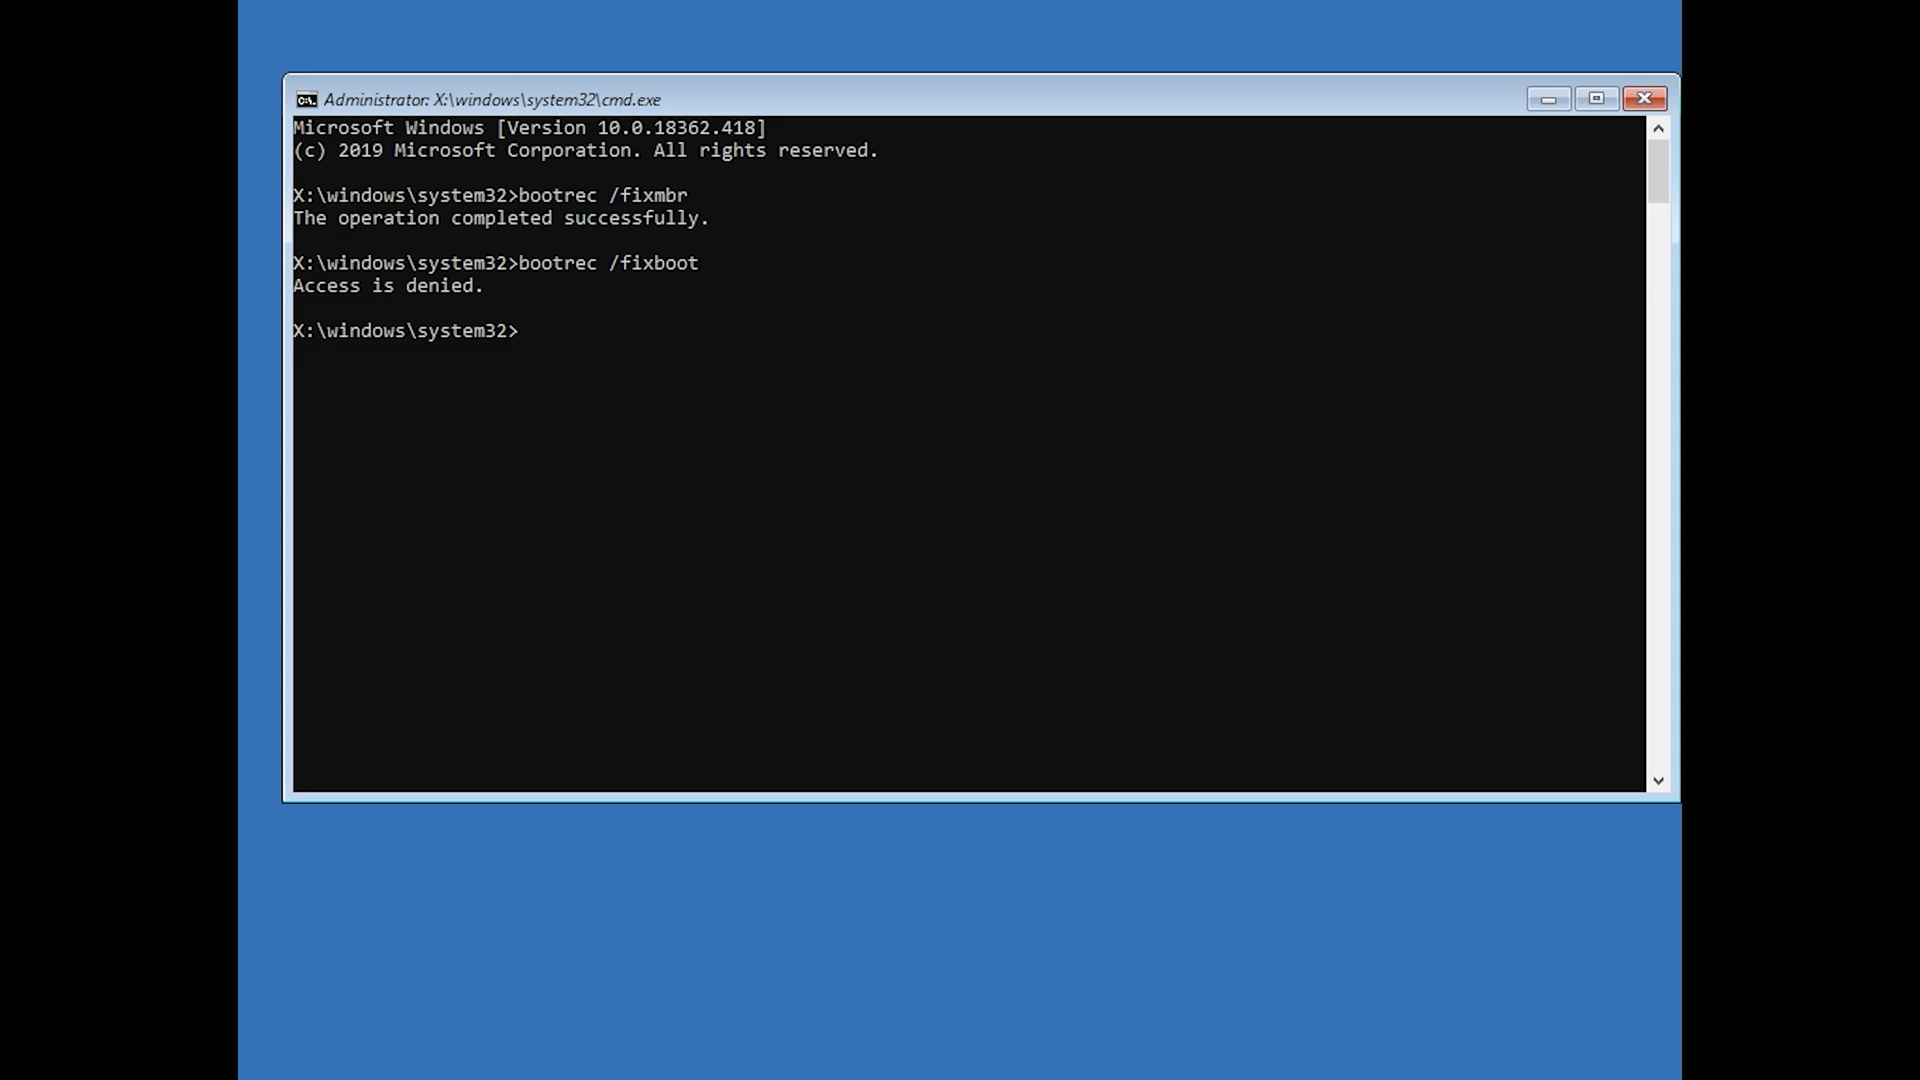 Administrator: X:\windows\system32\cmd.exe
Microsoft Windows [Version 10.0.18362.418]
(c) 2019 Microsoft Corporation. All rights reserved.
X:\windows\system32>bootrec /fixmbr
The operation completed successfully.
X:\windows\system32>bootrec /fixboot
Access is denied.
X:\windows\system32>